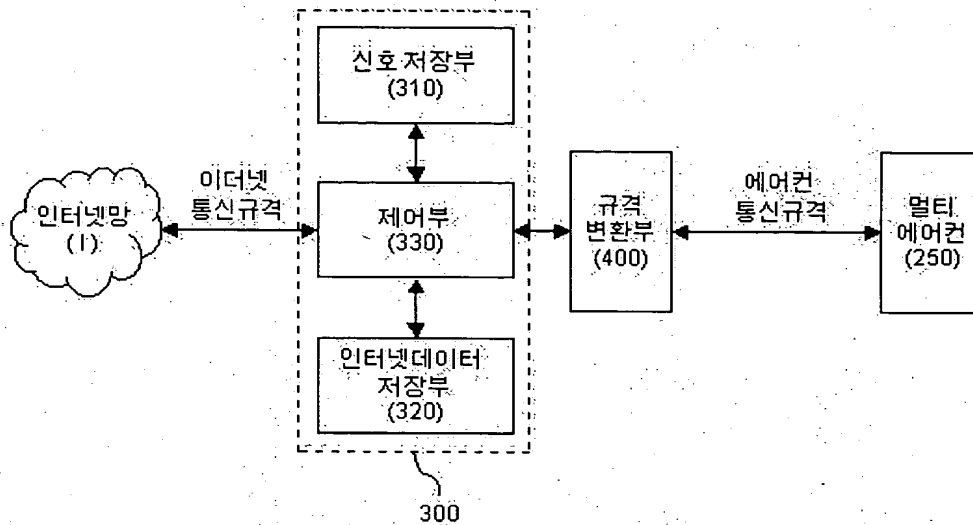 신호 저장부
(310)
이더넷
통신규격
인터넷망
(I)
제어부
(330)
규격
변환부
(400)
에어컨
통신규격
멀티
에어컨
(250)
인터넷데이터
저장부
(320)
300